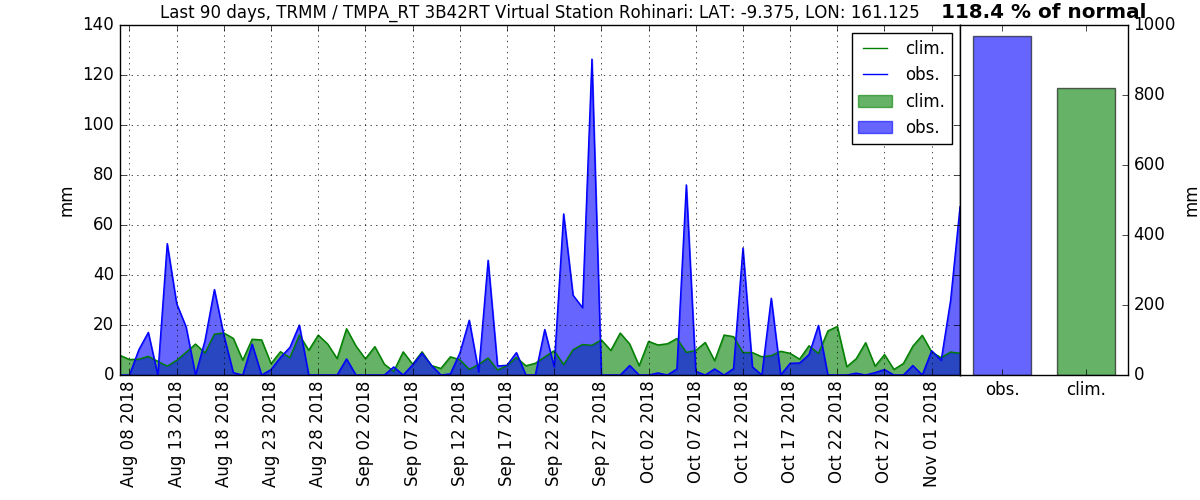 Last 90 days, TRMM / TMPA_RT 3B42RT Virtual Station Rohinari: LAT: -9.375, LON: 161.125
118.4 % of normal
140
120
100
80
60
40
20
0
mm
clim.
obs.
clim.
obs.
1000
800
600
400
200
0
mm
obs.
clim.
Aug 08 2018
Aug 13 2018
Aug 18 2018
Aug 23 2018
Aug 28 2018
Sep 02 2018
Sep 07 2018
Sep 12 2018
Sep 17 2018
Sep 22 2018
Sep 27 2018
Oct 02 2018
Oct 07 2018
Oct 12 2018
Oct 17 2018
Oct 22 2018
Oct 27 2018
Nov 01 2018